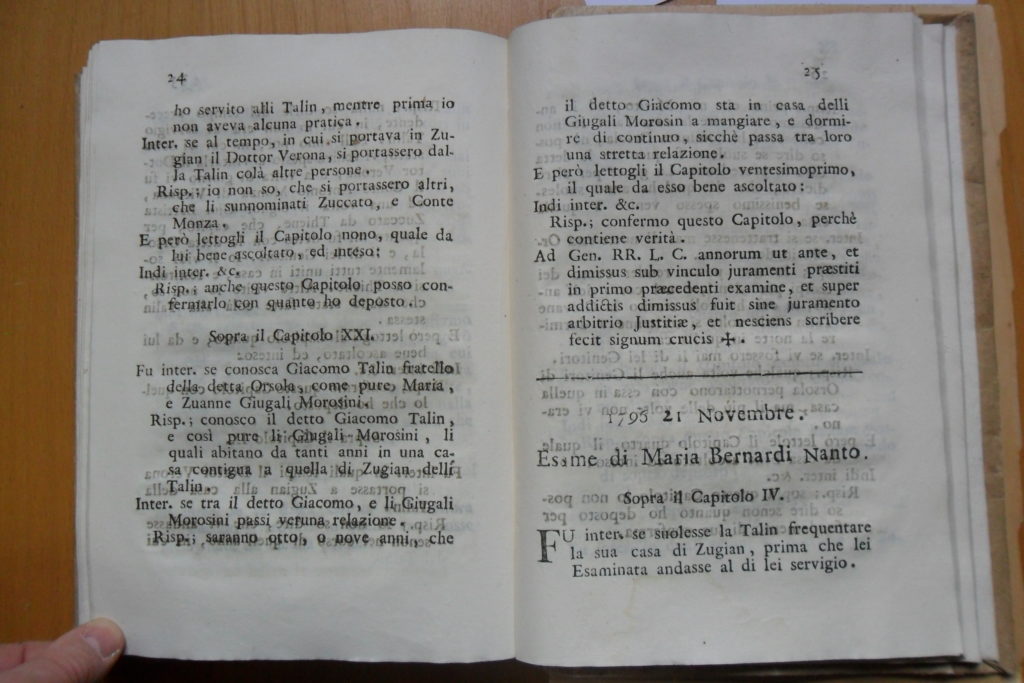 24
ho servito alli Talin, mentre prima io
non aveva alcuna pratica.
Inter. se al tempo, in cui si portava in Zu-
gian il Dottor Verona, si portassero dal-
la Talin colà altre persone.
Risp.; io non so, che si portassero altri,
che li sunnominati Zuccato, e Conte
Monza.
E però lettogli il Capitolo nono, quale da
lui bene ascoltato, ed inteso:
Indi inter. &c.
Risp.; anche questo Capitolo posso con-
fermarlo con quanto ho deposto.
Sopra il Capitolo XXI.
Fu inter. se conosca Giacomo Talin fratello
della detta Orsola, come pure Maria,
e Zuanne Giugali Morosini.
Risp.; conosco il detto Giacomo Talin,
e così pure li Giugali Morosini, li
quali abitano da tanti anni in una ca-
sa contigua a quella di Zugian delli
Talin.
Inter. se tra il detto Giacomo, e li Giugali
Morosini passi veruna relazione.
Risp.; saranno otto, o nove anni, che
25
il detto Giacomo sta in casa delli
Giugali Morosin a mangiare, e dormi-
re di continuo, sicchè passa tra loro
una stretta relazione.
E però lettogli il Capitolo ventesimoprimo,
il quale da esso bene ascoltato:
Indi inter. &c.
Risp.; confermo questo Capitolo, perchè
contiene verità.
Ad Gen. RR. L. C. annorum ut ante, et
dimissus sub vinculo juramenti præstiti
in primo præcedenti examine, et super
addictis dimissus fuit sine juramento
arbitrio Justitiæ, et nesciens scribere
fecit signum crucis ✠.
1795 21 Novembre.
Esame di Maria Bernardi Nanto.
Sopra il Capitolo IV.
FU inter. se suolesse la Talin frequentare
la sua casa di Zugian, prima che lei
Esaminata andasse al di lei servigio.